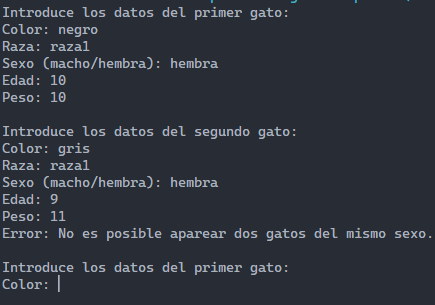 Introduce los datos del primer gato:
Color: negro
Raza: raza1
Sexo (macho/hembra): hembra
Edad: 10
Peso: 10
Introduce los datos del segundo gato:
Color: gris
Raza: raza1
Sexo (macho/hembra): hembra
Edad: 9
Peso: 11
Error: No es posible aparear dos gatos del mismo sexo.
Introduce los datos del primer gato:
Color: